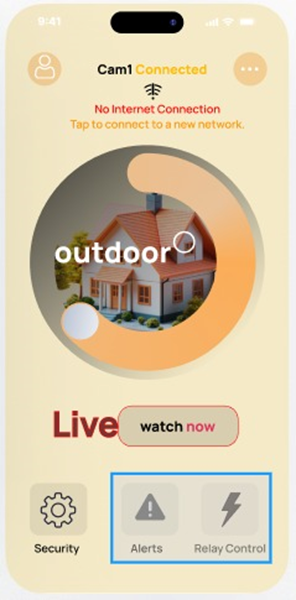 9:41
Cam1 Connected
No Internet Connection
Tap to connect to a new network.
outdoor
Live watch now
Security Alerts Relay Control